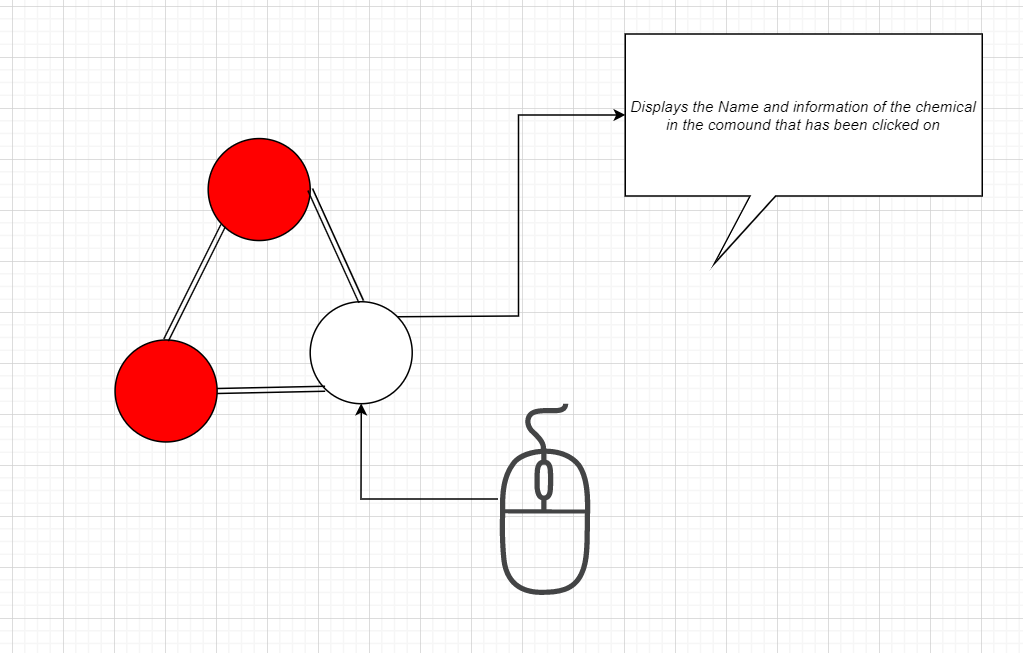 Displays the Name and information of the chemical
in the comound that has been clicked on